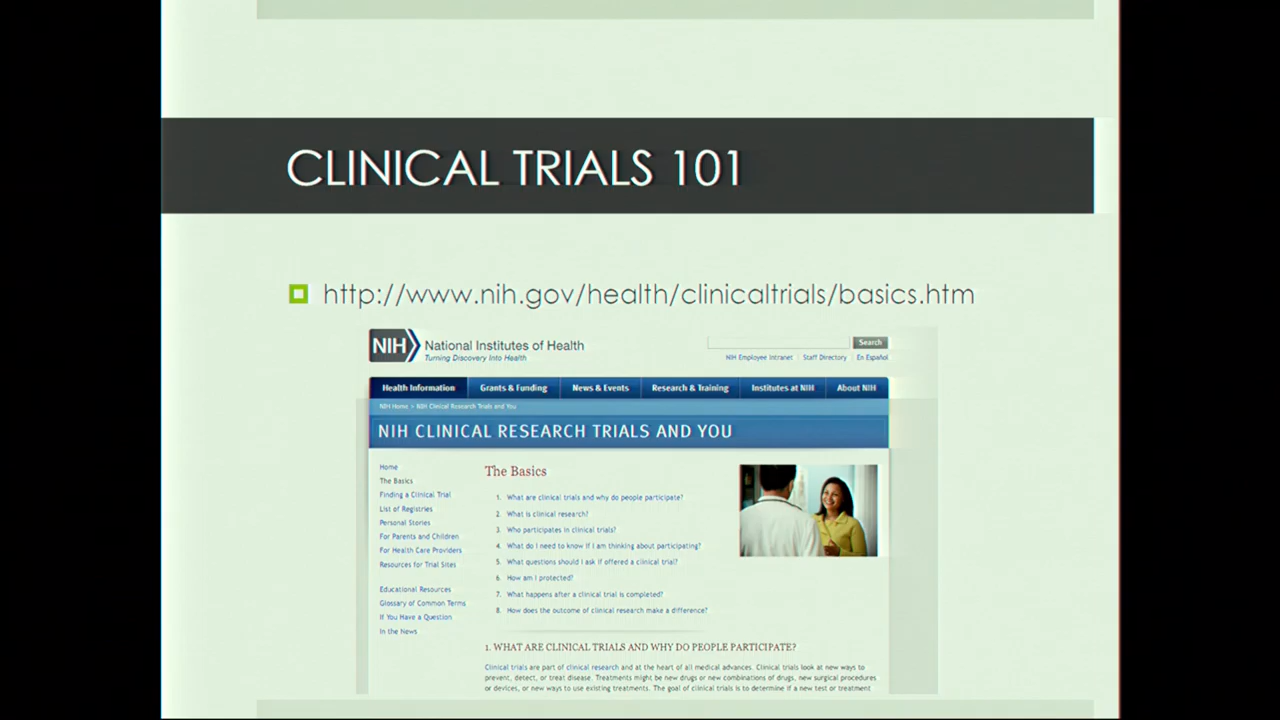 CLINICAL TRIALS 101
http://www.nih.gov/health/clinicaltrials/basics.htm
NIH National Institutes of Health
Turning Discovery Into Health
Search
NIH Employee Intranet | Staff Directory | En Español
Health Information Grants & Funding News & Events Research & Training Institutes at NIH About NIH
NIH Home > NIH Clinical Research Trials and You
NIH CLINICAL RESEARCH TRIALS AND YOU
Home
The Basics
Finding a Clinical Trial
List of Registries
Personal Stories
For Parents and Children
For Health Care Providers
Resources for Trial Sites
Educational Resources
Glossary of Common Terms
If You Have a Question
In the News
The Basics
1. What are clinical trials and why do people participate?
2. What is clinical research?
3. Who participates in clinical trials?
4. What do I need to know if I am thinking about participating?
5. What questions should I ask if offered a clinical trial?
6. How am I protected?
7. What happens after a clinical trial is completed?
8. How does the outcome of clinical research make a difference?
1. WHAT ARE CLINICAL TRIALS AND WHY DO PEOPLE PARTICIPATE?
Clinical trials are part of clinical research and at the heart of all medical advances. Clinical trials look at new ways to
prevent, detect, or treat disease. Treatments might be new drugs or new combinations of drugs, new surgical procedures
or devices, or new ways to use existing treatments. The goal of clinical trials is to determine if a new test or treatment